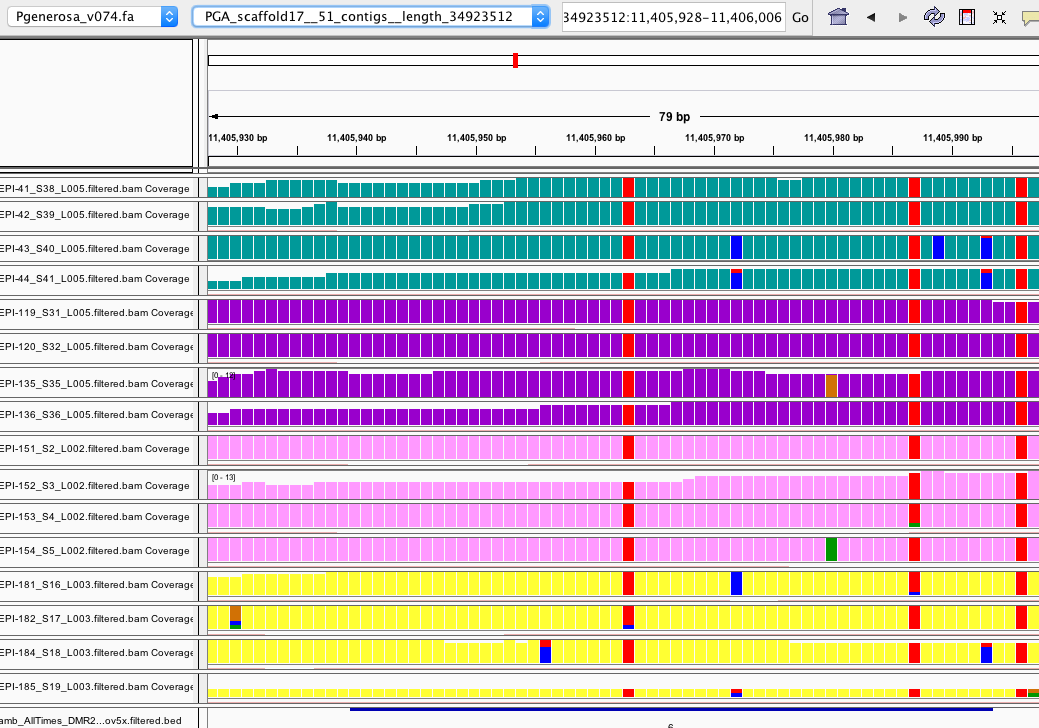 Pgenerosa_v074.fa PGA_scaffold17__51_contigs__length_34923512 34923512:11,405,928-11,406,006 Go
79 bp
11,405,930 bp 11,405,940 bp 11,405,950 bp 11,405,960 bp 11,405,970 bp 11,405,980 bp 11,405,990 bp
EPI-41_S38_L005.filtered.bam Coverage
EPI-42_S39_L005.filtered.bam Coverage
EPI-43_S40_L005.filtered.bam Coverage
EPI-44_S41_L005.filtered.bam Coverage
EPI-119_S31_L005.filtered.bam Coverage
EPI-120_S32_L005.filtered.bam Coverage
EPI-135_S35_L005.filtered.bam Coverage
EPI-136_S36_L005.filtered.bam Coverage
EPI-151_S2_L002.filtered.bam Coverage
[0 - 13]
EPI-152_S3_L002.filtered.bam Coverage
EPI-153_S4_L002.filtered.bam Coverage
EPI-154_S5_L002.filtered.bam Coverage
EPI-181_S16_L003.filtered.bam Coverage
EPI-182_S17_L003.filtered.bam Coverage
EPI-184_S18_L003.filtered.bam Coverage
EPI-185_S19_L003.filtered.bam Coverage
amb_AllTimes_DMR2...ov5x.filtered.bed